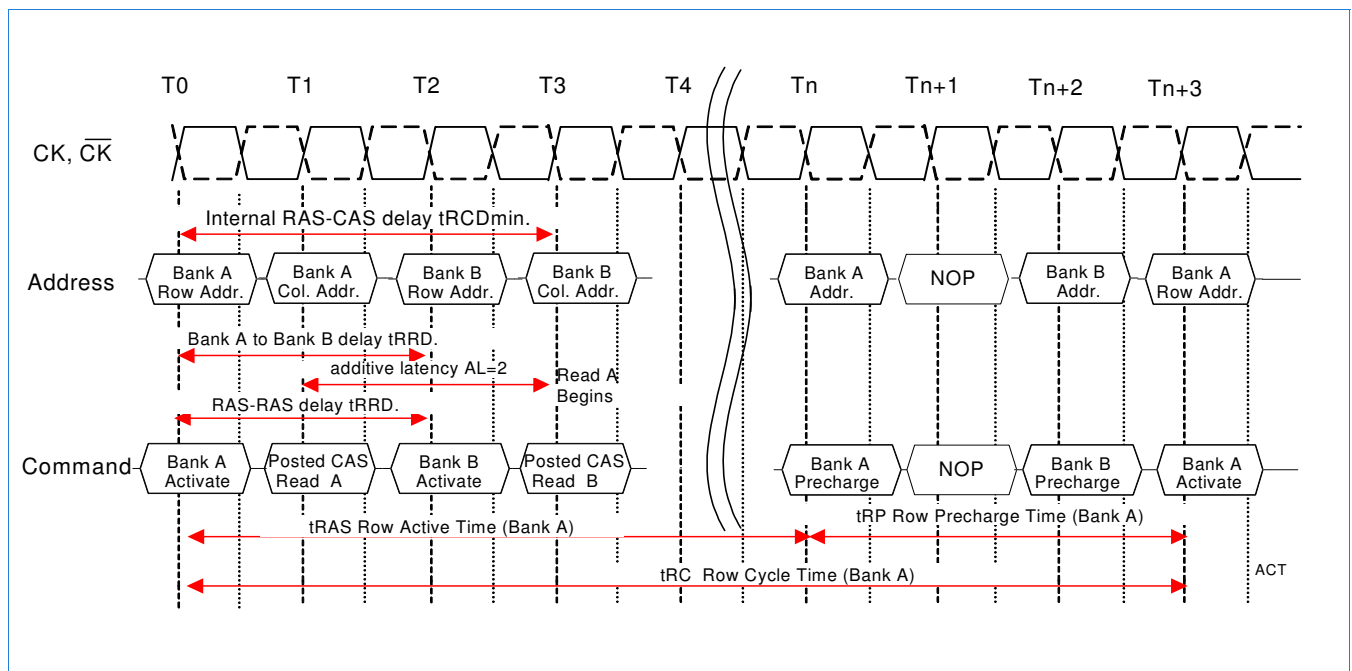 T0 T1 T2 T3 T4 Tn Tn+1 Tn+2 Tn+3
CK, CK
Internal RAS-CAS delay tRCDmin.
Address
Bank A
Row Addr.
Bank A
Col. Addr.
Bank B
Row Addr.
Bank B
Col. Addr.
Bank A
Addr.
NOP
Bank B
Addr.
Bank A
Row Addr.
Bank A to Bank B delay tRRD.
additive latency AL=2
Read A
Begins
RAS-RAS delay tRRD.
Command
Bank A
Activate
Posted CAS
Read A
Bank B
Activate
Posted CAS
Read B
Bank A
Precharge
NOP
Bank B
Precharge
Bank A
Activate
tRAS Row Active Time (Bank A)
tRP Row Precharge Time (Bank A)
tRC Row Cycle Time (Bank A)
ACT